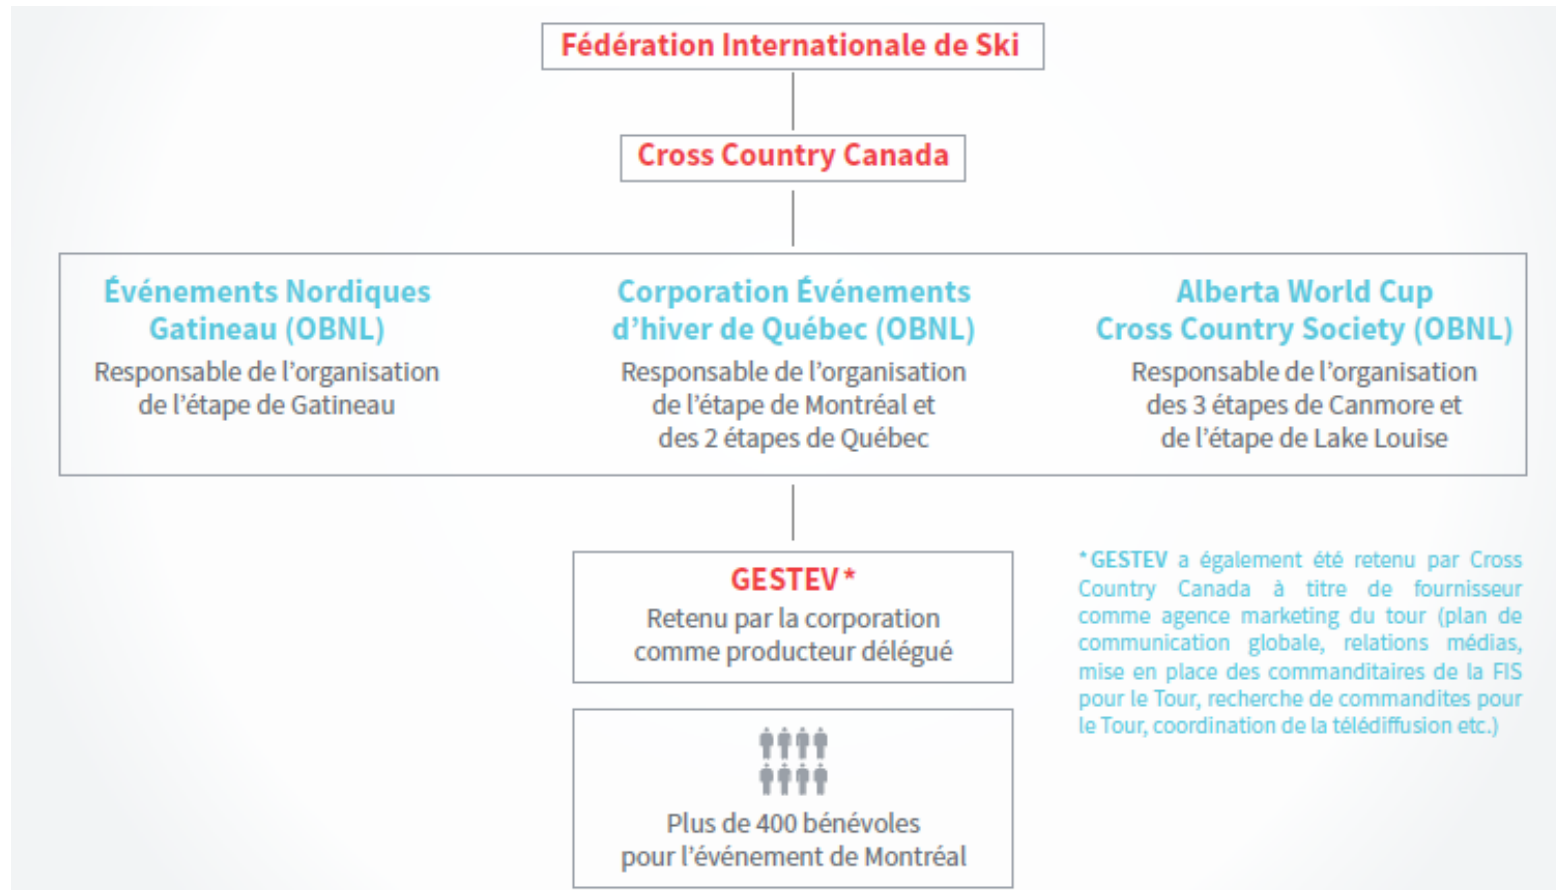 Fédération Internationale de Ski
Cross Country Canada
Événements Nordiques
Gatineau (OBNL)
Responsable de l'organisation
de l'étape de Gatineau
Corporation Événements
d'hiver de Québec (OBNL)
Responsable de l'organisation
de l'étape de Montréal et
des 2 étapes de Québec
Alberta World Cup
Cross Country Society (OBNL)
Responsable de l'organisation
des 3 étapes de Canmore et
de l'étape de Lake Louise
GESTEV*
Retenu par la corporation
comme producteur délégué
*GESTEV a également été retenu par Cross
Country Canada à titre de fournisseur
comme agence marketing du tour (plan de
communication globale, relations médias,
mise en place des commanditaires de la FIS
pour le Tour, recherche de commandites pour
le Tour, coordination de la télédiffusion etc.)
Plus de 400 bénévoles
pour l'événement de Montréal